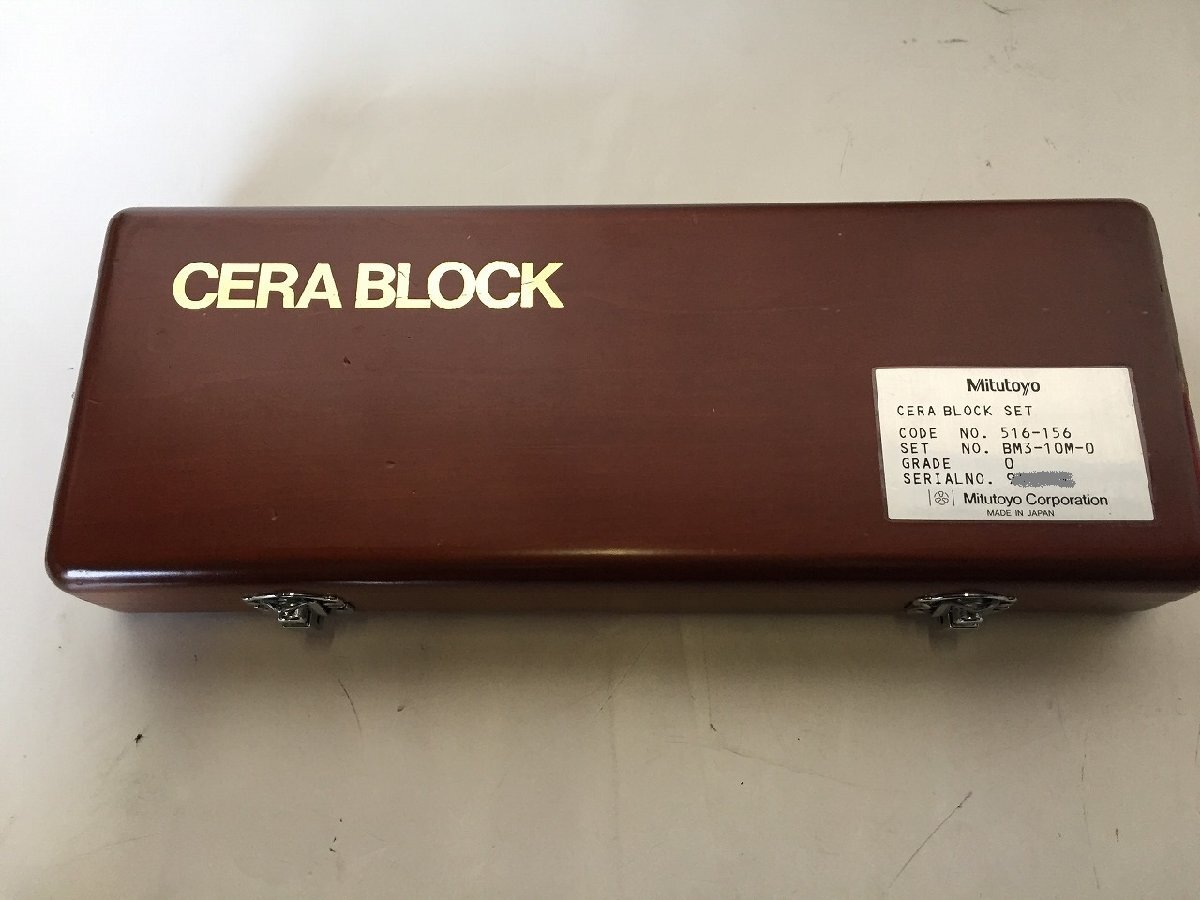 CERA BLOCK
Mitutoyo
CERA BLOCK SET
CODE NO. 516-156
SET NO. BM3-10M-0
GRADE 0
SERIALNO. 9
Mitutoyo Corporation
MADE IN JAPAN